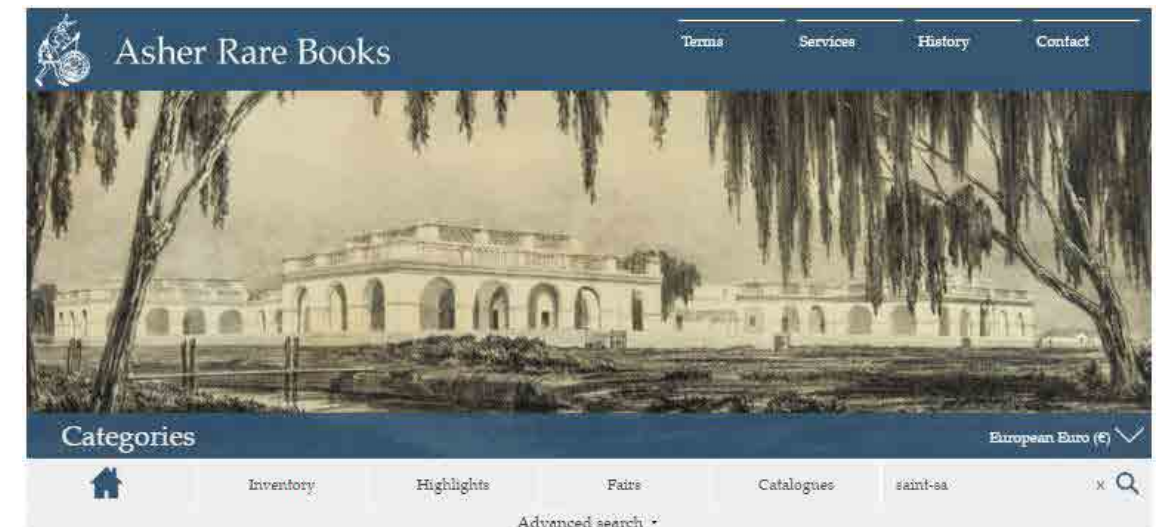 Asher Rare Books
Terms
Services
History
Contact
Categories
European Euro (€)
Inventory
Highlights
Fairs
Catalogues
saint-sa
x
Advanced search